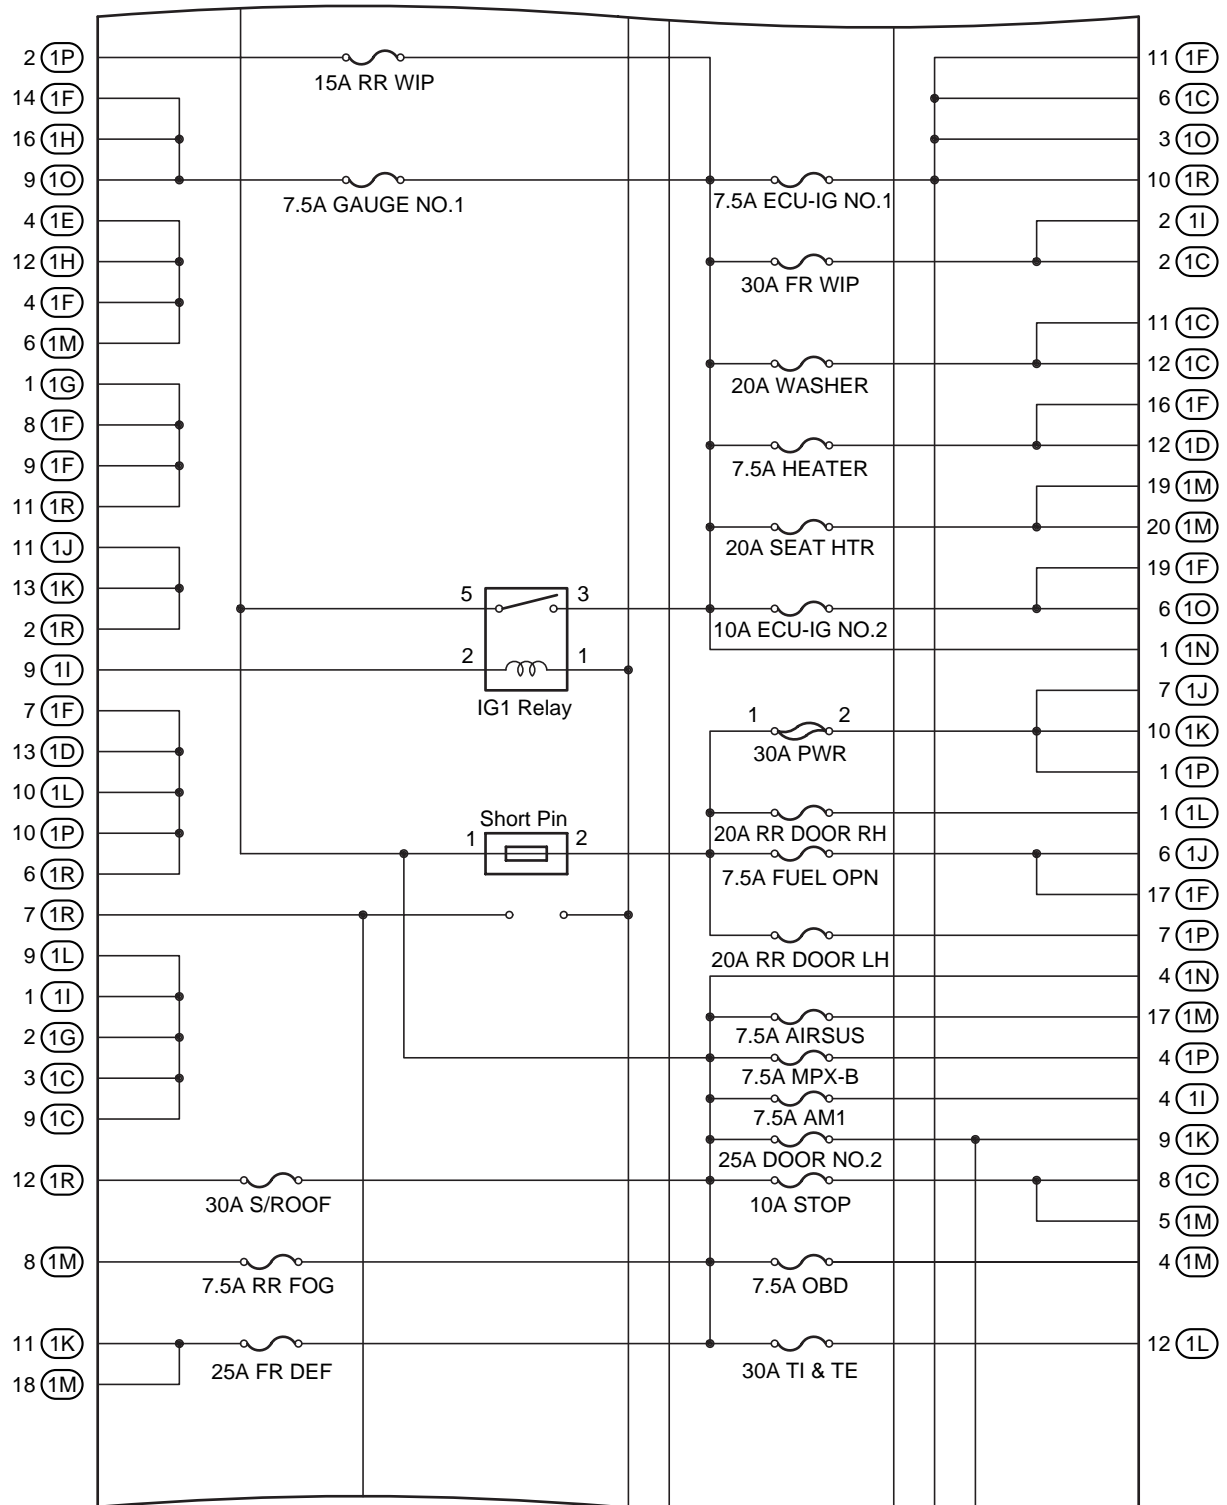 2 1P
15A RR WIP
11 1F
14 1F
6 1C
16 1H
3 1O
9 1O
7.5A GAUGE NO.1
7.5A ECU-IG NO.1
10 1R
4 1E
2 1I
12 1H
30A FR WIP
2 1C
4 1F
11 1C
6 1M
20A WASHER
12 1C
1 1G
16 1F
8 1F
7.5A HEATER
12 1D
9 1F
19 1M
11 1R
20A SEAT HTR
20 1M
11 1J
19 1F
13 1K
5 3
10A ECU-IG NO.2
6 1O
2 1R
1 1N
9 1I
2 1
IG1 Relay
7 1J
7 1F
1 2
30A PWR
10 1K
13 1D
1 1P
10 1L
20A RR DOOR RH
1 1L
10 1P
Short Pin
1 2
7.5A FUEL OPN
6 1J
6 1R
17 1F
7 1R
20A RR DOOR LH
7 1P
9 1L
4 1N
1 1I
7.5A AIRSUS
17 1M
2 1G
7.5A MPX-B
4 1P
3 1C
7.5A AM1
4 1I
9 1C
25A DOOR NO.2
9 1K
12 1R
30A S/ROOF
10A STOP
8 1C
5 1M
8 1M
7.5A RR FOG
7.5A OBD
4 1M
11 1K
25A FR DEF
30A TI & TE
12 1L
18 1M